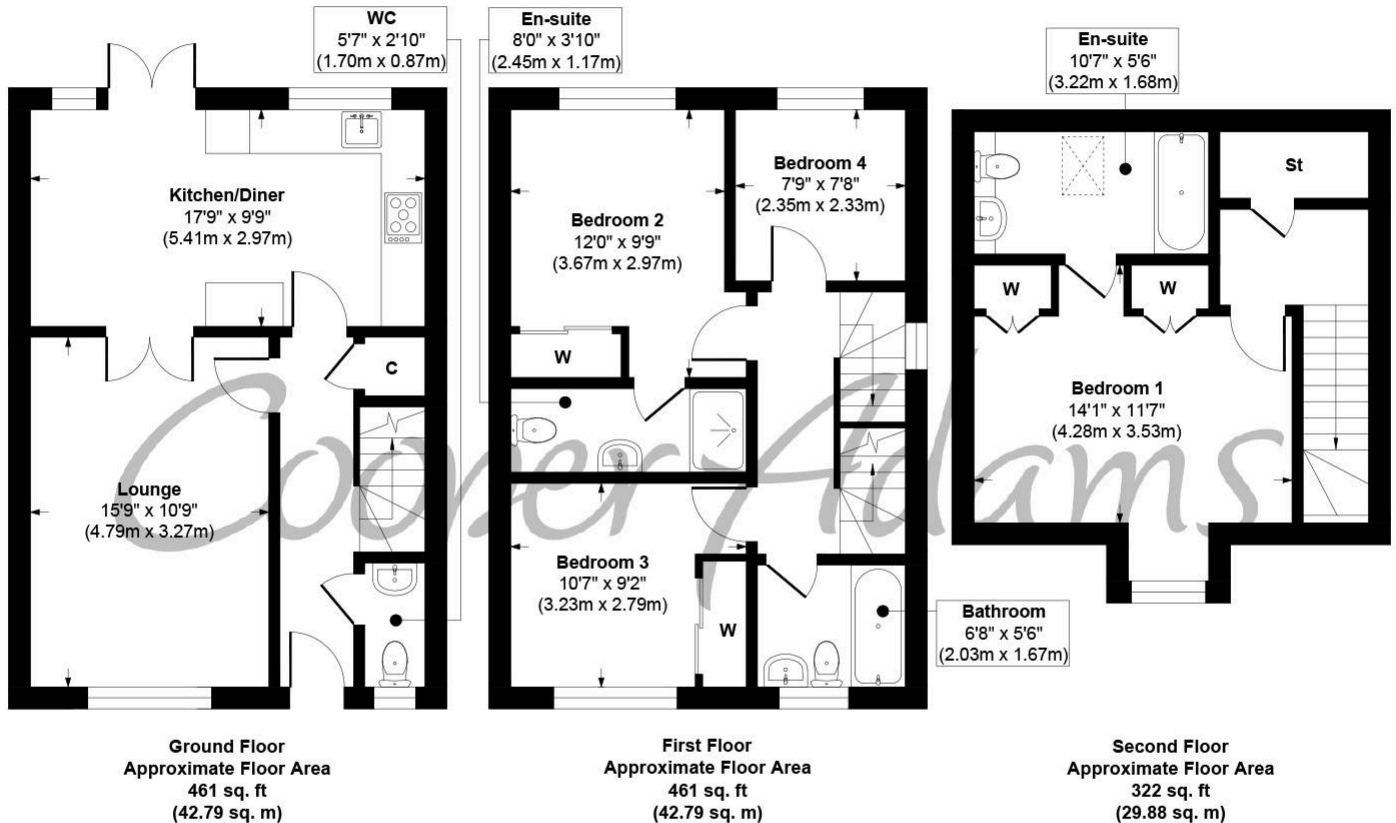 WC
5'7" x 2'10"
(1.70m x 0.87m)
Kitchen/Diner
17'9" x 9'9"
(5.41m x 2.97m)
C
Lounge
15'9" x 10'9"
(4.79m x 3.27m)
Ground Floor
Approximate Floor Area
461 sq. ft
(42.79 sq. m)
En-suite
8'0" x 3'10"
(2.45m x 1.17m)
Bedroom 2
12'0" x 9'9"
(3.67m x 2.97m)
Bedroom 4
7'9" x 7'8"
(2.35m x 2.33m)
W
Bedroom 3
10'7" x 9'2"
(3.23m x 2.79m)
W
Bathroom
6'8" x 5'6"
(2.03m x 1.67m)
First Floor
Approximate Floor Area
461 sq. ft
(42.79 sq. m)
En-suite
10'7" x 5'6"
(3.22m x 1.68m)
St
W
W
Bedroom 1
14'1" x 11'7"
(4.28m x 3.53m)
Second Floor
Approximate Floor Area
322 sq. ft
(29.88 sq. m)
Cooper Adams